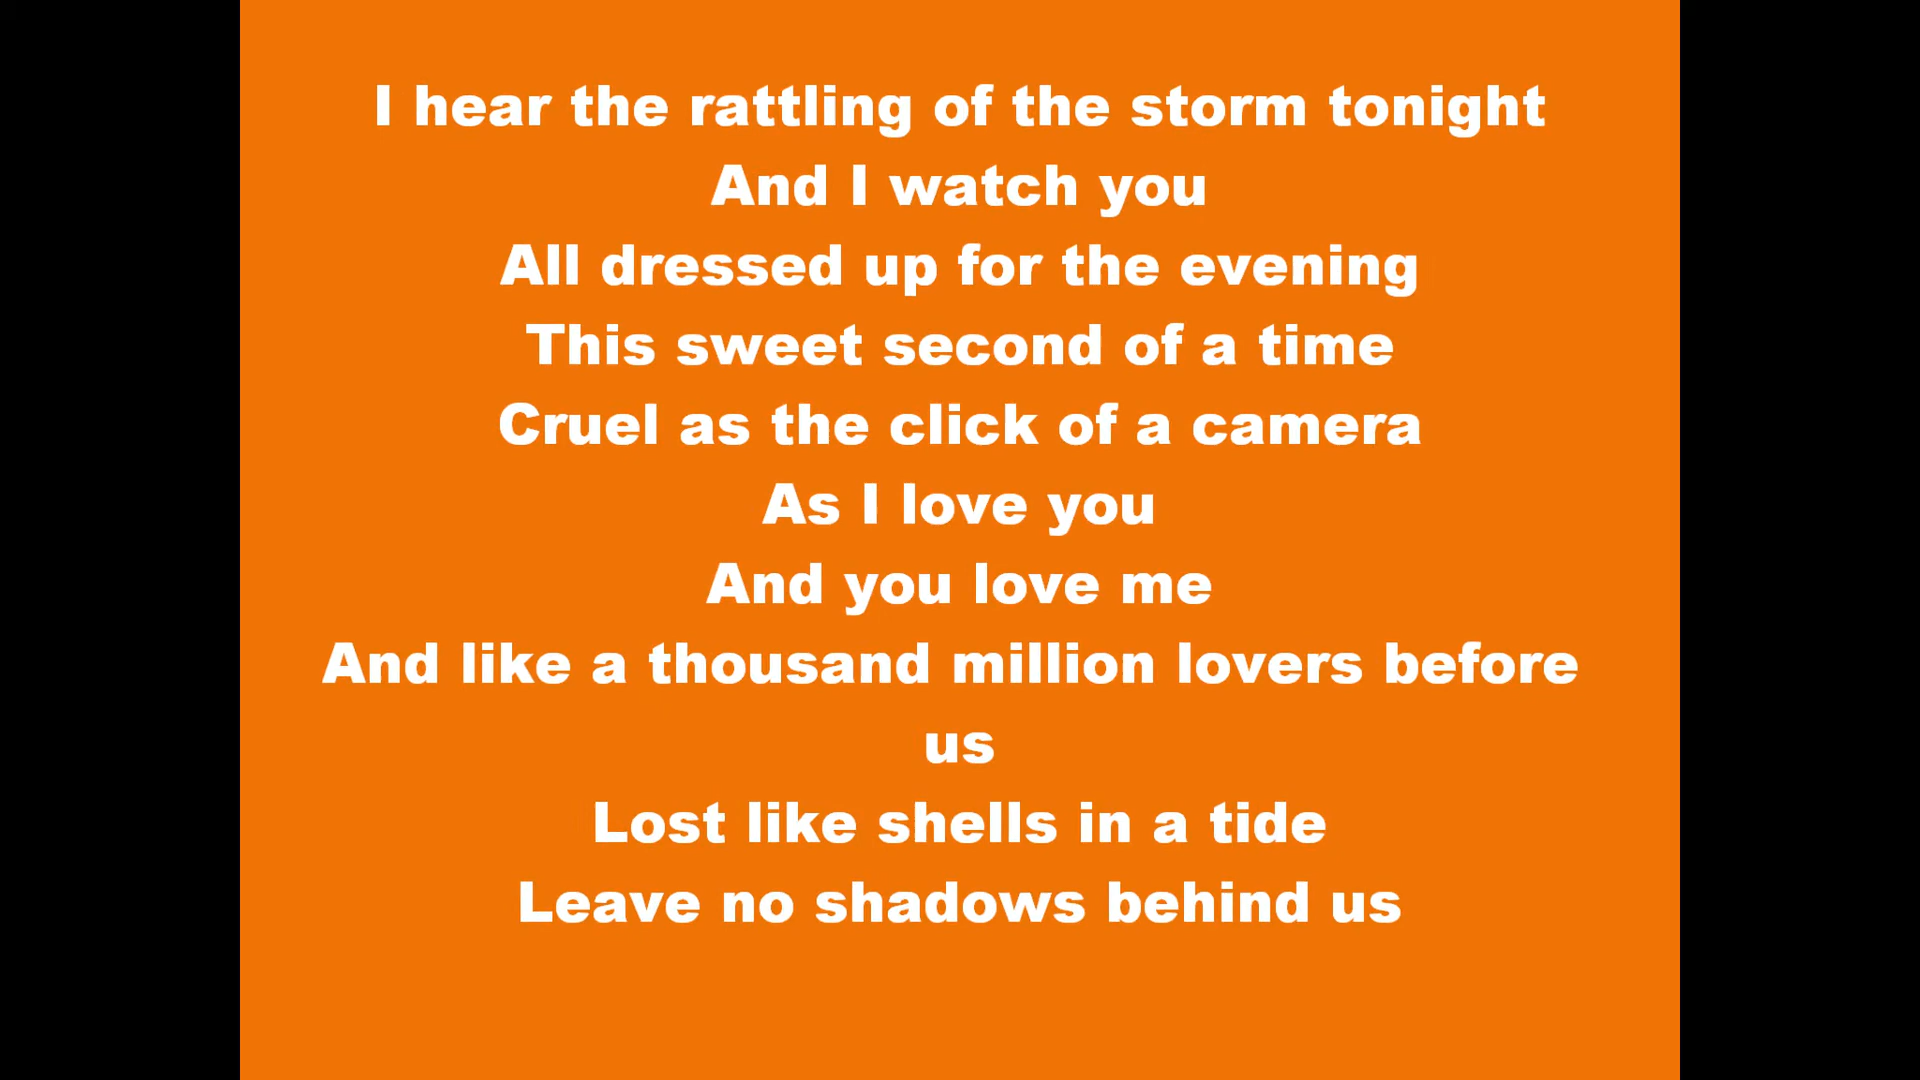 I hear the rattling of the storm tonight
And I watch you
All dressed up for the evening
This sweet second of a time
Cruel as the click of a camera
As I love you
And you love me
And like a thousand million lovers before
us
Lost like shells in a tide
Leave no shadows behind us